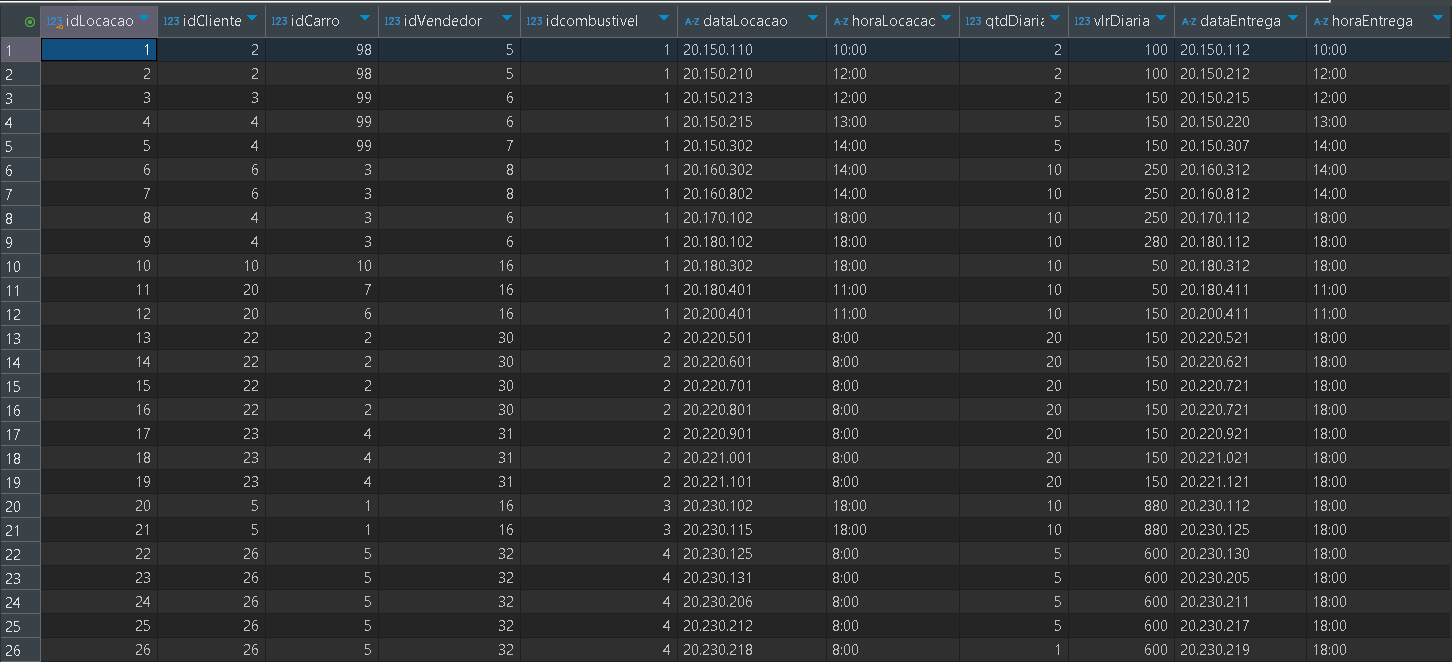 123 idLocacao 123 idCliente 123 idCarro 123 idVendedor 123 idcombustivel A-Z dataLocacao A-Z horaLocacac 123 qtdDiaria 123 vlrDiaria A-Z dataEntrega A-Z horaEntrega
1 1 2 98 5 1 20.150.110 10:00 2 100 20.150.112 10:00
2 2 2 98 5 1 20.150.210 12:00 2 100 20.150.212 12:00
3 3 3 99 6 1 20.150.213 12:00 2 150 20.150.215 12:00
4 4 4 99 6 1 20.150.215 13:00 5 150 20.150.220 13:00
5 5 4 99 7 1 20.150.302 14:00 5 150 20.150.307 14:00
6 6 6 3 8 1 20.160.302 14:00 10 250 20.160.312 14:00
7 7 6 3 8 1 20.160.802 14:00 10 250 20.160.812 14:00
8 8 4 3 6 1 20.170.102 18:00 10 250 20.170.112 18:00
9 9 4 3 6 1 20.180.102 18:00 10 280 20.180.112 18:00
10 10 10 10 16 1 20.180.302 18:00 10 50 20.180.312 18:00
11 11 20 7 16 1 20.180.401 11:00 10 50 20.180.411 11:00
12 12 20 6 16 1 20.200.401 11:00 10 150 20.200.411 11:00
13 13 22 2 30 2 20.220.501 8:00 20 150 20.220.521 18:00
14 14 22 2 30 2 20.220.601 8:00 20 150 20.220.621 18:00
15 15 22 2 30 2 20.220.701 8:00 20 150 20.220.721 18:00
16 16 22 2 30 2 20.220.801 8:00 20 150 20.220.721 18:00
17 17 23 4 31 2 20.220.901 8:00 20 150 20.220.921 18:00
18 18 23 4 31 2 20.221.001 8:00 20 150 20.221.021 18:00
19 19 23 4 31 2 20.221.101 8:00 20 150 20.221.121 18:00
20 20 5 1 16 3 20.230.102 18:00 10 880 20.230.112 18:00
21 21 5 1 16 3 20.230.115 18:00 10 880 20.230.125 18:00
22 22 26 5 32 4 20.230.125 8:00 5 600 20.230.130 18:00
23 23 26 5 32 4 20.230.131 8:00 5 600 20.230.205 18:00
24 24 26 5 32 4 20.230.206 8:00 5 600 20.230.211 18:00
25 25 26 5 32 4 20.230.212 8:00 5 600 20.230.217 18:00
26 26 26 5 32 4 20.230.218 8:00 1 600 20.230.219 18:00